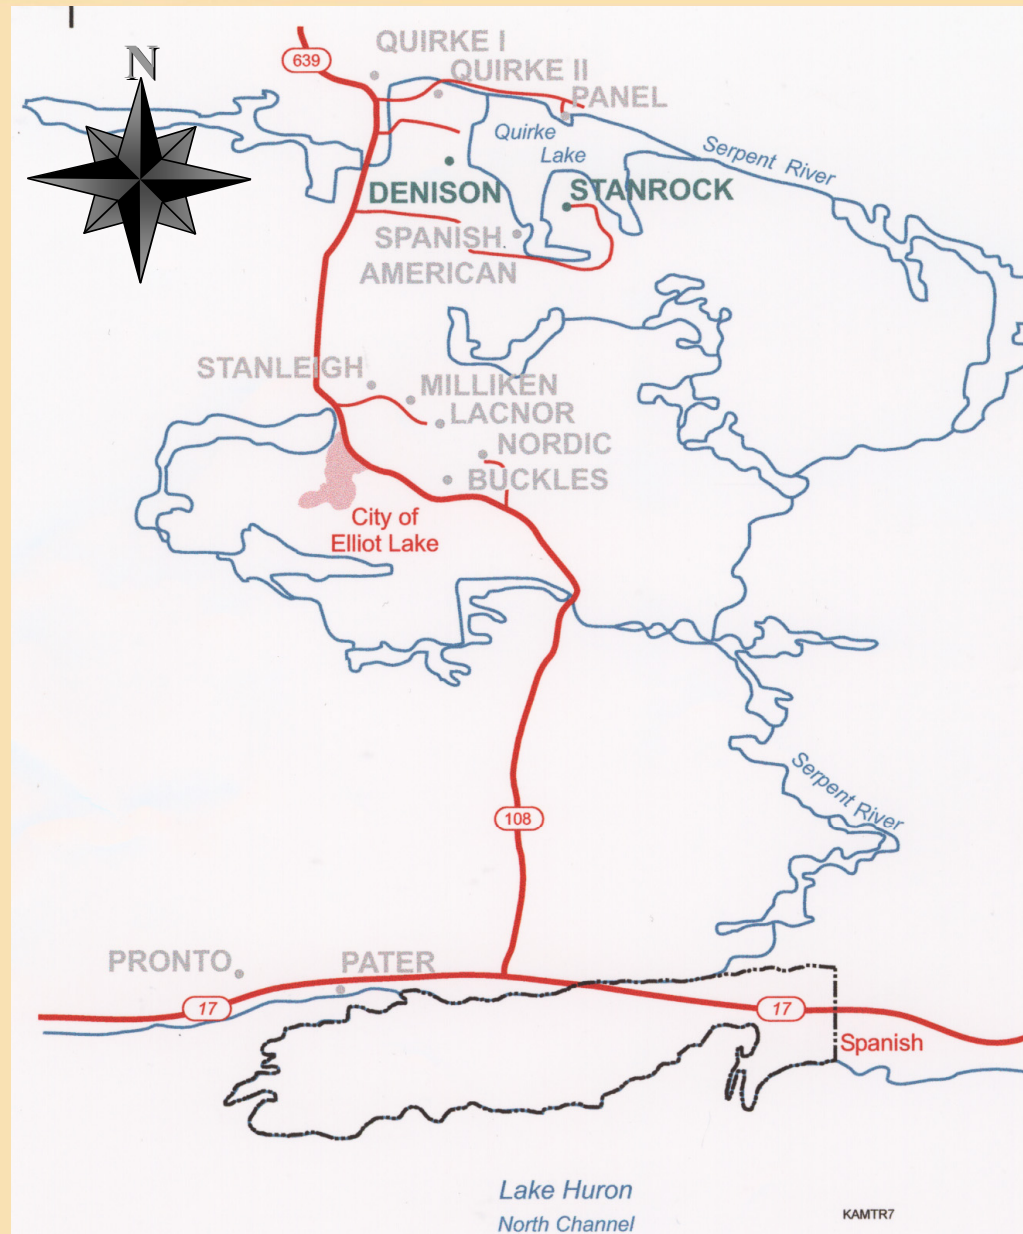 N
639
QUIRKE I
QUIRKE II
PANEL
Quirke
Lake
Serpent River
DENISON
STANROCK
SPANISH
AMERICAN
STANLEIGH
MILLIKEN
LACNOR
NORDIC
BUCKLES
City of
Elliot Lake
Serpent River
108
PRONTO
PATER
17
17
Spanish
Lake Huron
North Channel
KAMTR7